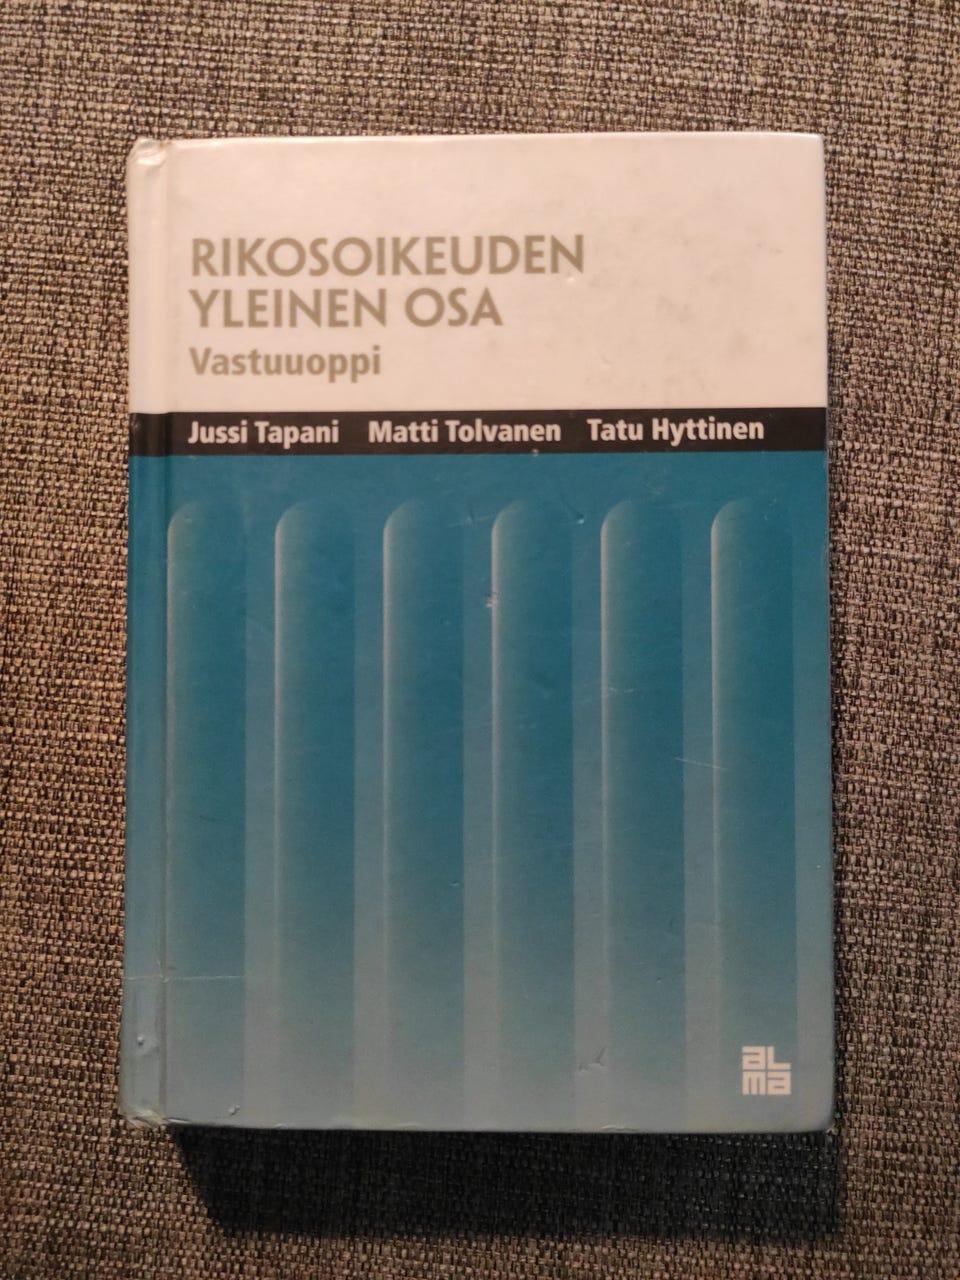 RIKOSOIKEUDEN
YLEINEN OSA
Vastuuoppi
Jussi Tapani Matti Tolvanen Tatu Hyttinen
aL
ma